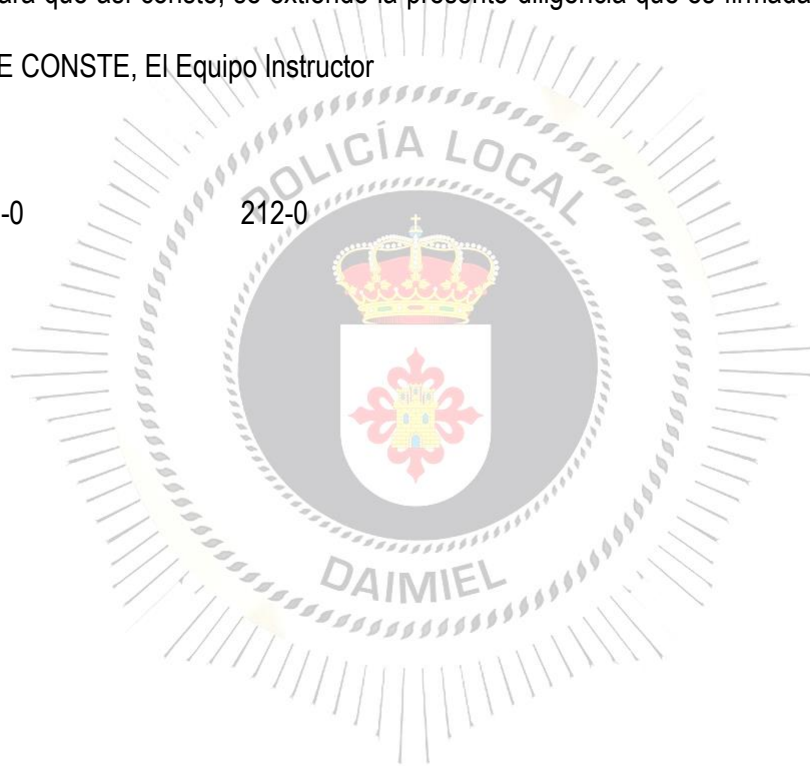 ara que así conste, se extiende la presente diligencia que es firmada
E CONSTE, El Equipo Instructor
POLICÍA LOCAL
-0 212-0
DAIMIEL